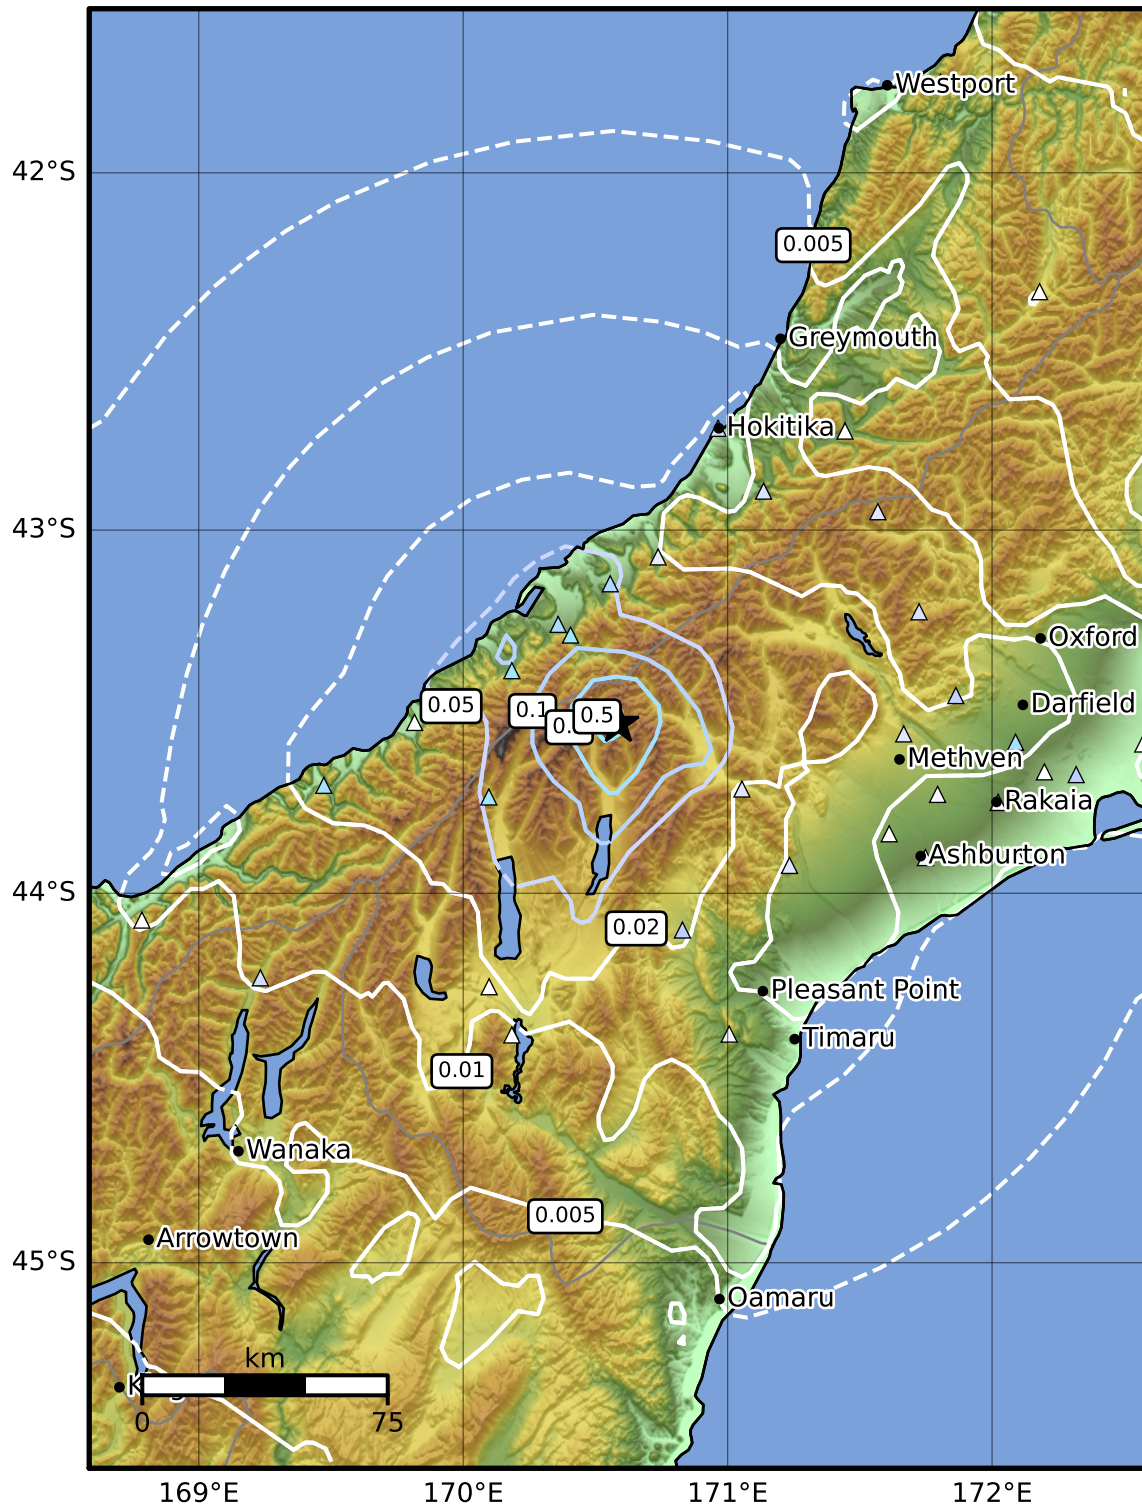 Westport
42°S
0.005
Greymouth
Hokitika
43°S
Oxford
0.05
0.1
0.5
Darfield
Methven
Rakaia
Ashburton
44°S
0.02
Pleasant Point
Timaru
0.01
Wanaka
0.005
Arrowtown
45°S
Oamaru
km
0
75
169°E
170°E
171°E
172°E